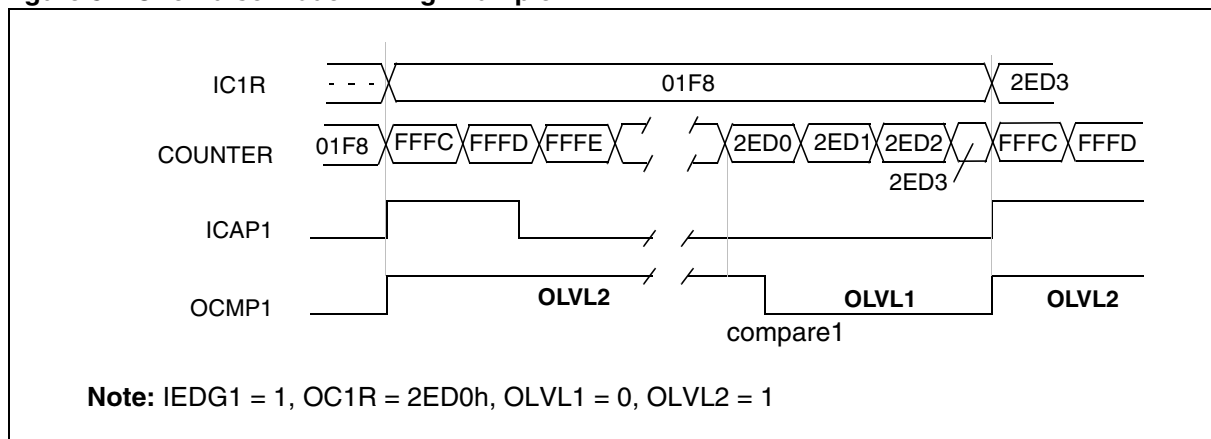 IC1R - - - 01F8 2ED3
COUNTER 01F8 FFFC FFFD FFFE 2ED0 2ED1 2ED2 FFFC FFFD
2ED3
ICAP1
OCMP1 OLVL2 OLVL1 OLVL2
compare1
Note: IEDG1 = 1, OC1R = 2ED0h, OLVL1 = 0, OLVL2 = 1